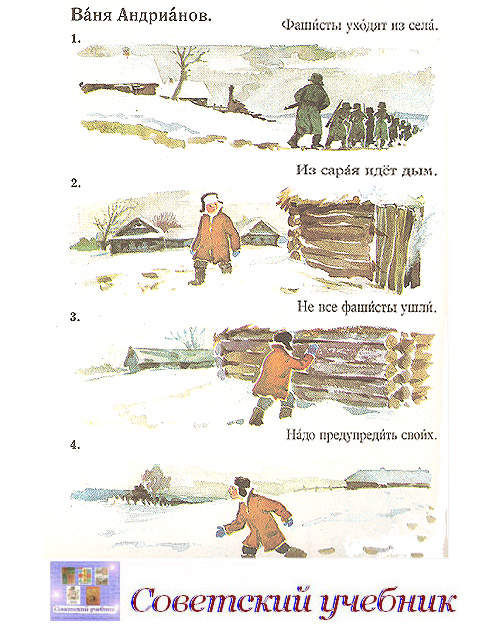 Ва́ня Андриа́нов.
Фаши́сты ухо́дят из села́.
1.
Из сара́я идёт дым.
2.
Не все фаши́сты ушли́.
3.
На́до предупреди́ть свои́х.
4.
Советский учебник
Советский учебник